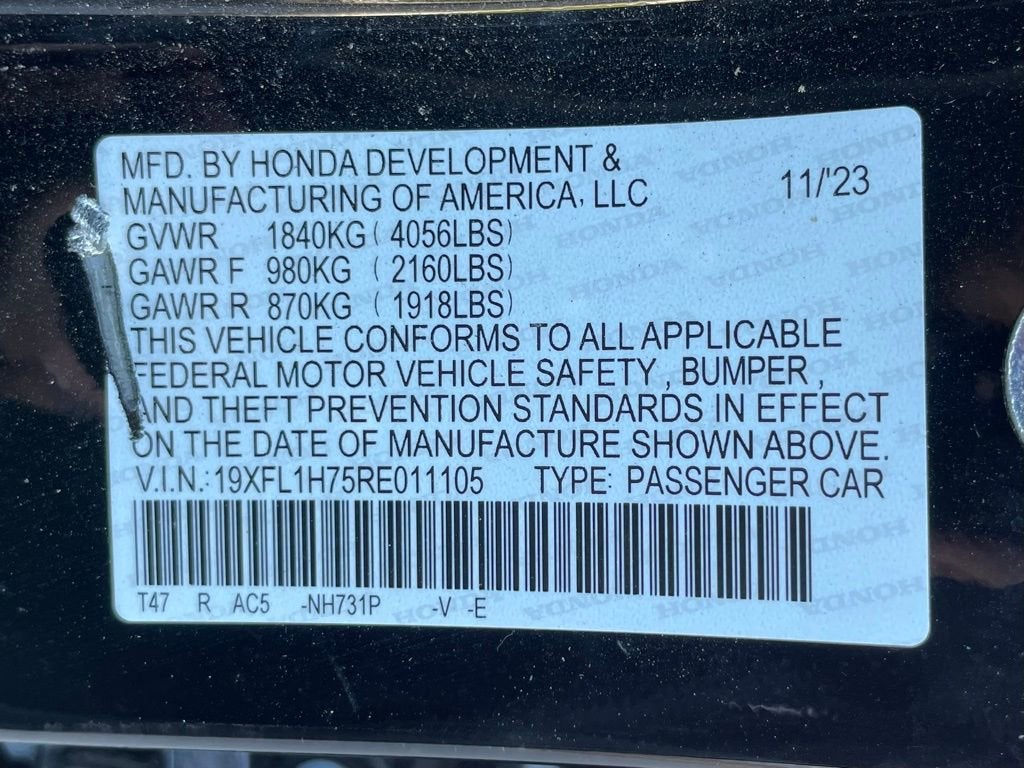 MFD. BY HONDA DEVELOPMENT &
MANUFACTURING OF AMERICA, LLC 11/'23
GVWR 1840KG ( 4056LBS)
GAWR F 980KG ( 2160LBS)
GAWR R 870KG ( 1918LBS)
THIS VEHICLE CONFORMS TO ALL APPLICABLE
FEDERAL MOTOR VEHICLE SAFETY , BUMPER ,
AND THEFT PREVENTION STANDARDS IN EFFECT
ON THE DATE OF MANUFACTURE SHOWN ABOVE.
V.I.N.: 19XFL1H75RE011105 TYPE: PASSENGER CAR
T47 R AC5 -NH731P -V -E